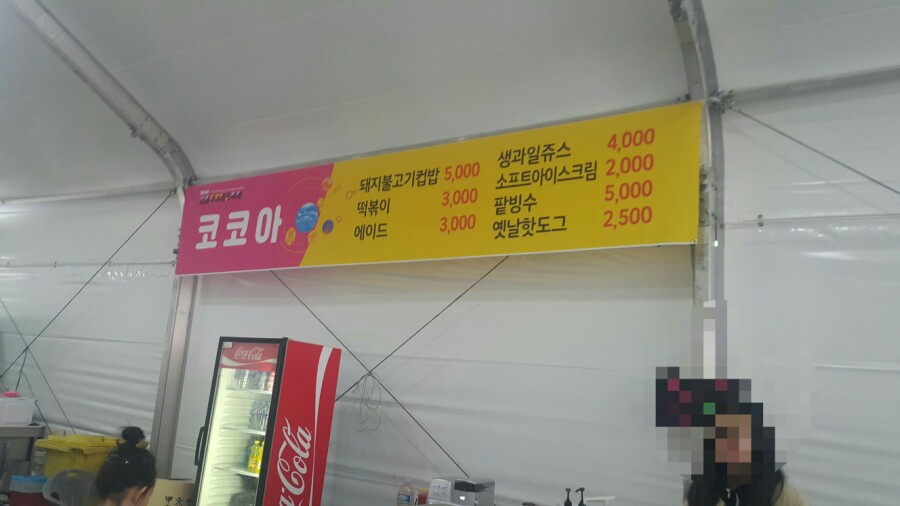 코코아
돼지불고기컵밥 5,000
떡볶이 3,000
에이드 3,000
생과일쥬스 4,000
소프트아이스크림 2,000
팥빙수 5,000
옛날핫도그 2,500
Coca-Cola
Coca-Cola